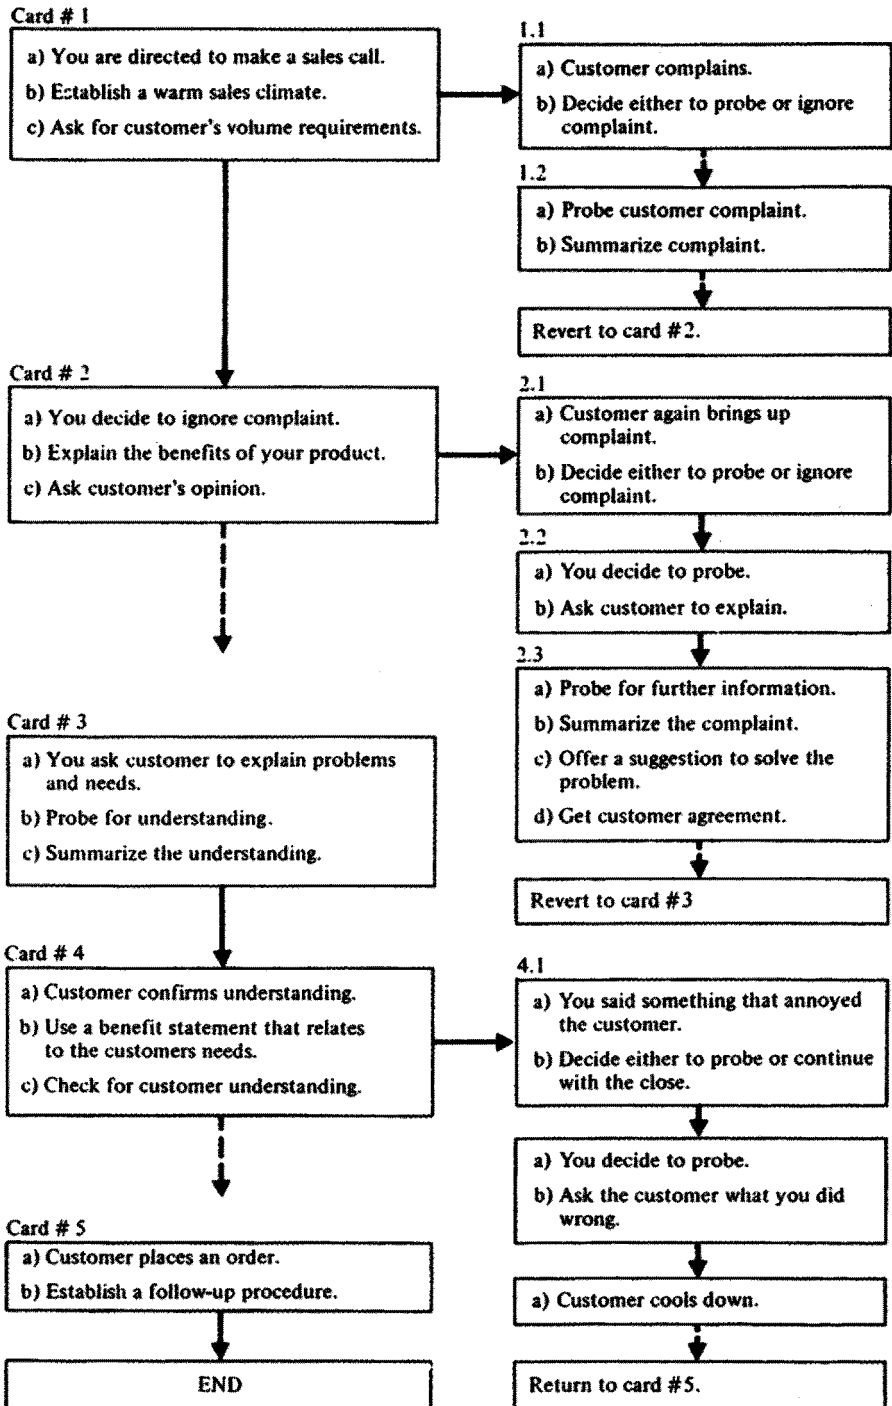 Card # 1
a) You are directed to make a sales call.
b) Establish a warm sales climate.
c) Ask for customer's volume requirements.
1.1
a) Customer complains.
b) Decide either to probe or ignore
complaint.
1.2
a) Probe customer complaint.
b) Summarize complaint.
Revert to card #2.
Card # 2
a) You decide to ignore complaint.
b) Explain the benefits of your product.
c) Ask customer's opinion.
2.1
a) Customer again brings up
complaint.
b) Decide either to probe or ignore
complaint.
2.2
a) You decide to probe.
b) Ask customer to explain.
2.3
a) Probe for further information.
b) Summarize the complaint.
c) Offer a suggestion to solve the
problem.
d) Get customer agreement.
Revert to card #3
Card # 3
a) You ask customer to explain problems
and needs.
b) Probe for understanding.
c) Summarize the understanding.
Card # 4
a) Customer confirms understanding.
b) Use a benefit statement that relates
to the customers needs.
c) Check for customer understanding.
4.1
a) You said something that annoyed
the customer.
b) Decide either to probe or continue
with the close.
a) You decide to probe.
b) Ask the customer what you did
wrong.
a) Customer cools down.
Return to card #5.
Card # 5
a) Customer places an order.
b) Establish a follow-up procedure.
END